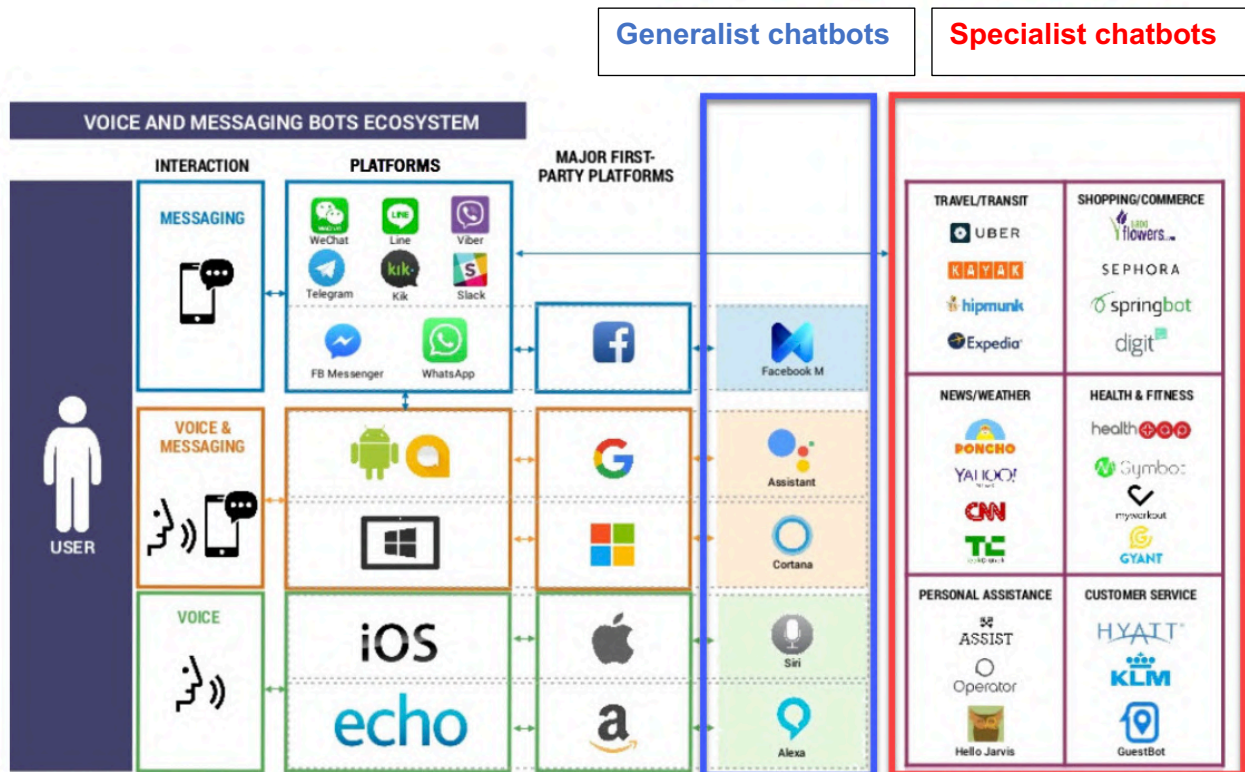 Generalist chatbots
Specialist chatbots
VOICE AND MESSAGING BOTS ECOSYSTEM
INTERACTION
PLATFORMS
MAJOR FIRST-
PARTY PLATFORMS
USER
MESSAGING
WeChat
Line
Viber
Telegram
Kik
Slack
FB Messenger
WhatsApp
Facebook M
VOICE &
MESSAGING
Assistant
Cortana
VOICE
iOS
Siri
echo
Alexa
TRAVEL/TRANSIT
UBER
KAYAK
hipmunk
Expedia
SHOPPING/COMMERCE
flowers
SEPHORA
springbot
digit
NEWS/WEATHER
PONCHO
YAHOO!
CNN
TC
HEALTH & FITNESS
health
Gymbot
myworkout
GYANT
PERSONAL ASSISTANCE
ASSIST
Operator
Hello Jarvis
CUSTOMER SERVICE
HYATT
KLM
GuestBot